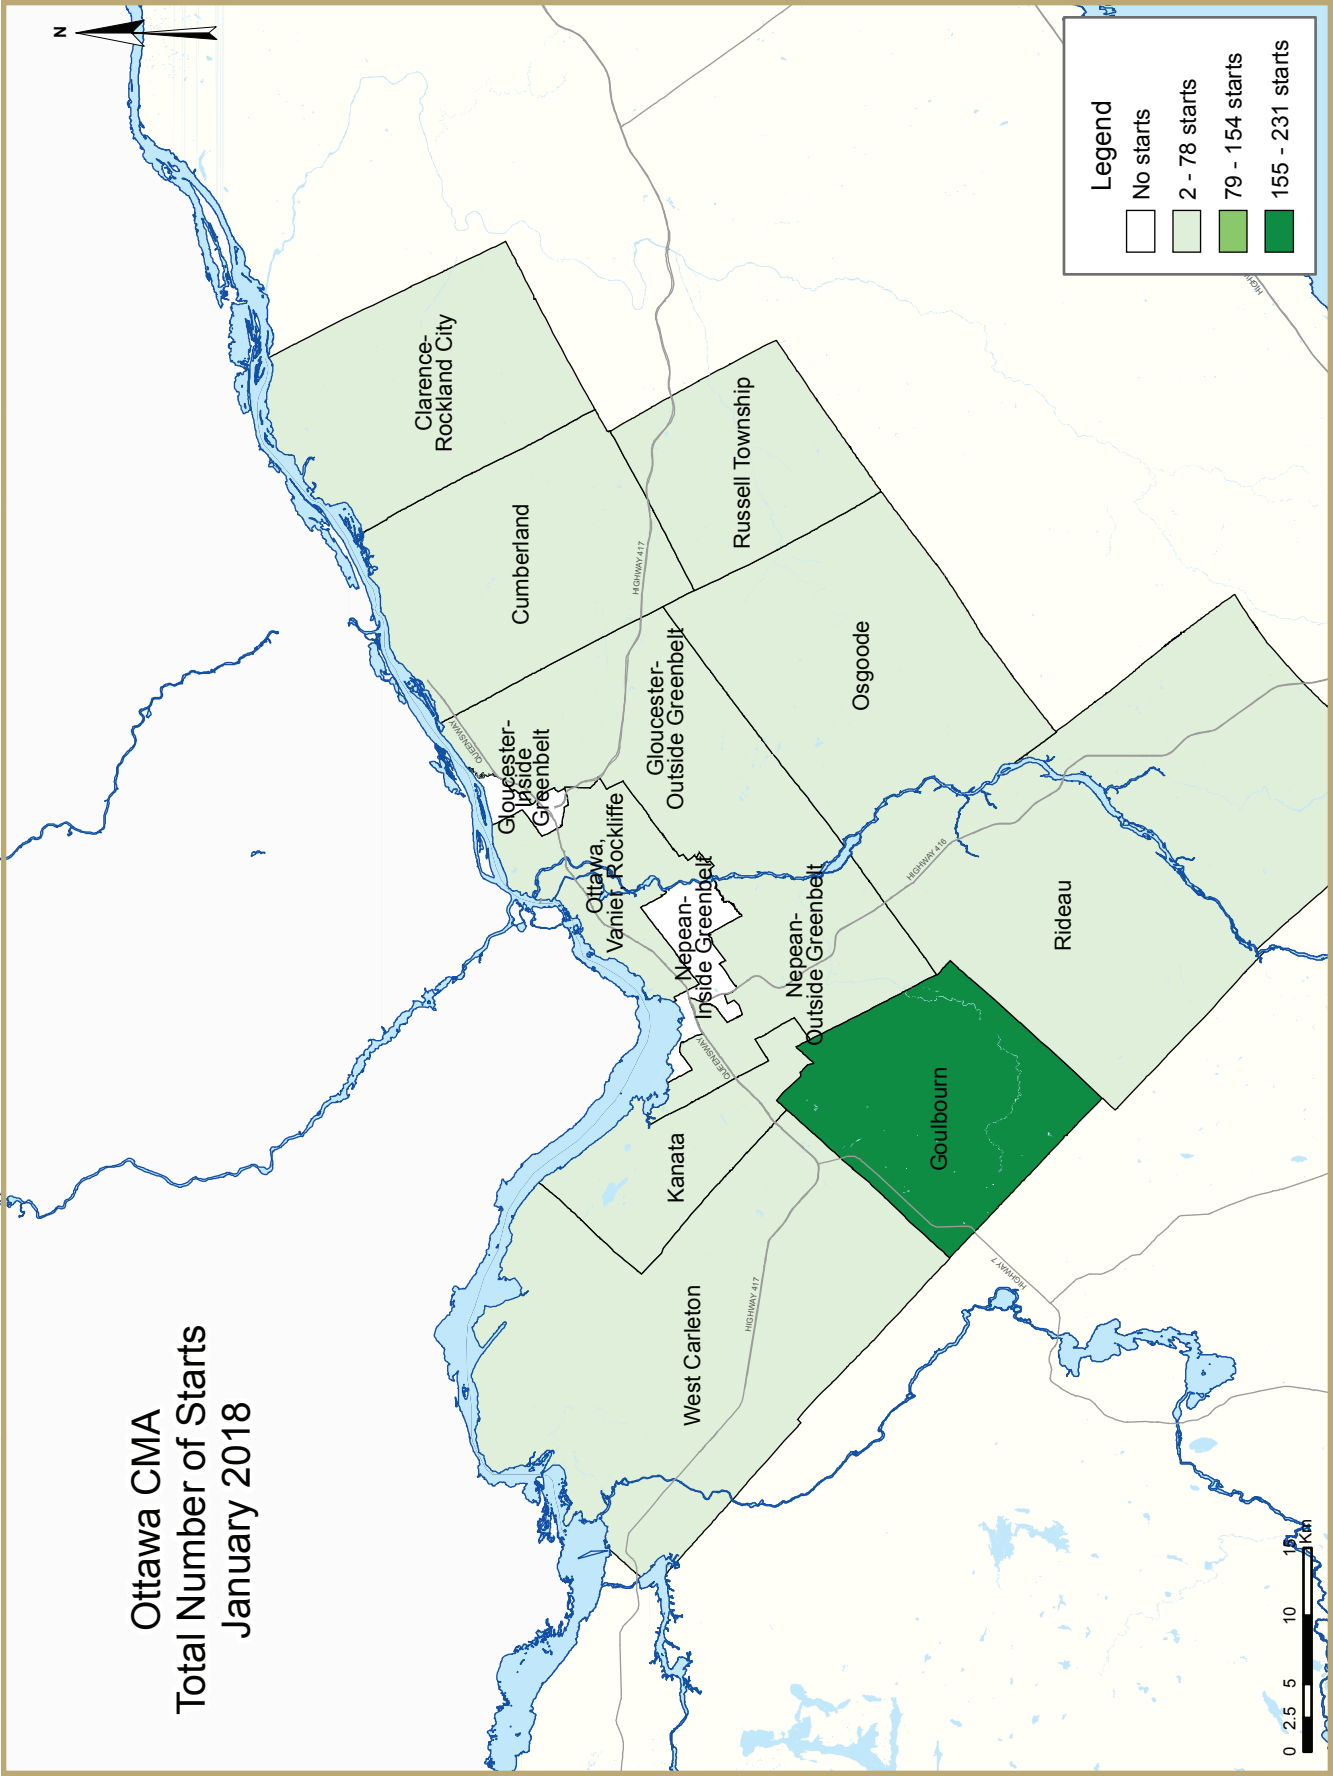 Ottawa CMA
Total Number of Starts
January 2018
N
Clarence-
Rockland City
Cumberland
Russell Township
HIGHWAY 417
QUEENSWAY
Gloucester-
Inside
Greenbelt
Gloucester-
Outside Greenbelt
Osgoode
Ottawa,
Vanier, Rockliffe
Nepean-
Inside Greenbelt
Nepean-
Outside Greenbelt
HIGHWAY 416
Rideau
QUEENSWAY
Kanata
Goulbourn
West Carleton
HIGHWAY 417
HIGHWAY 7
Legend
No starts
2 - 78 starts
79 - 154 starts
155 - 231 starts
0 2.5 5 10 15
Km